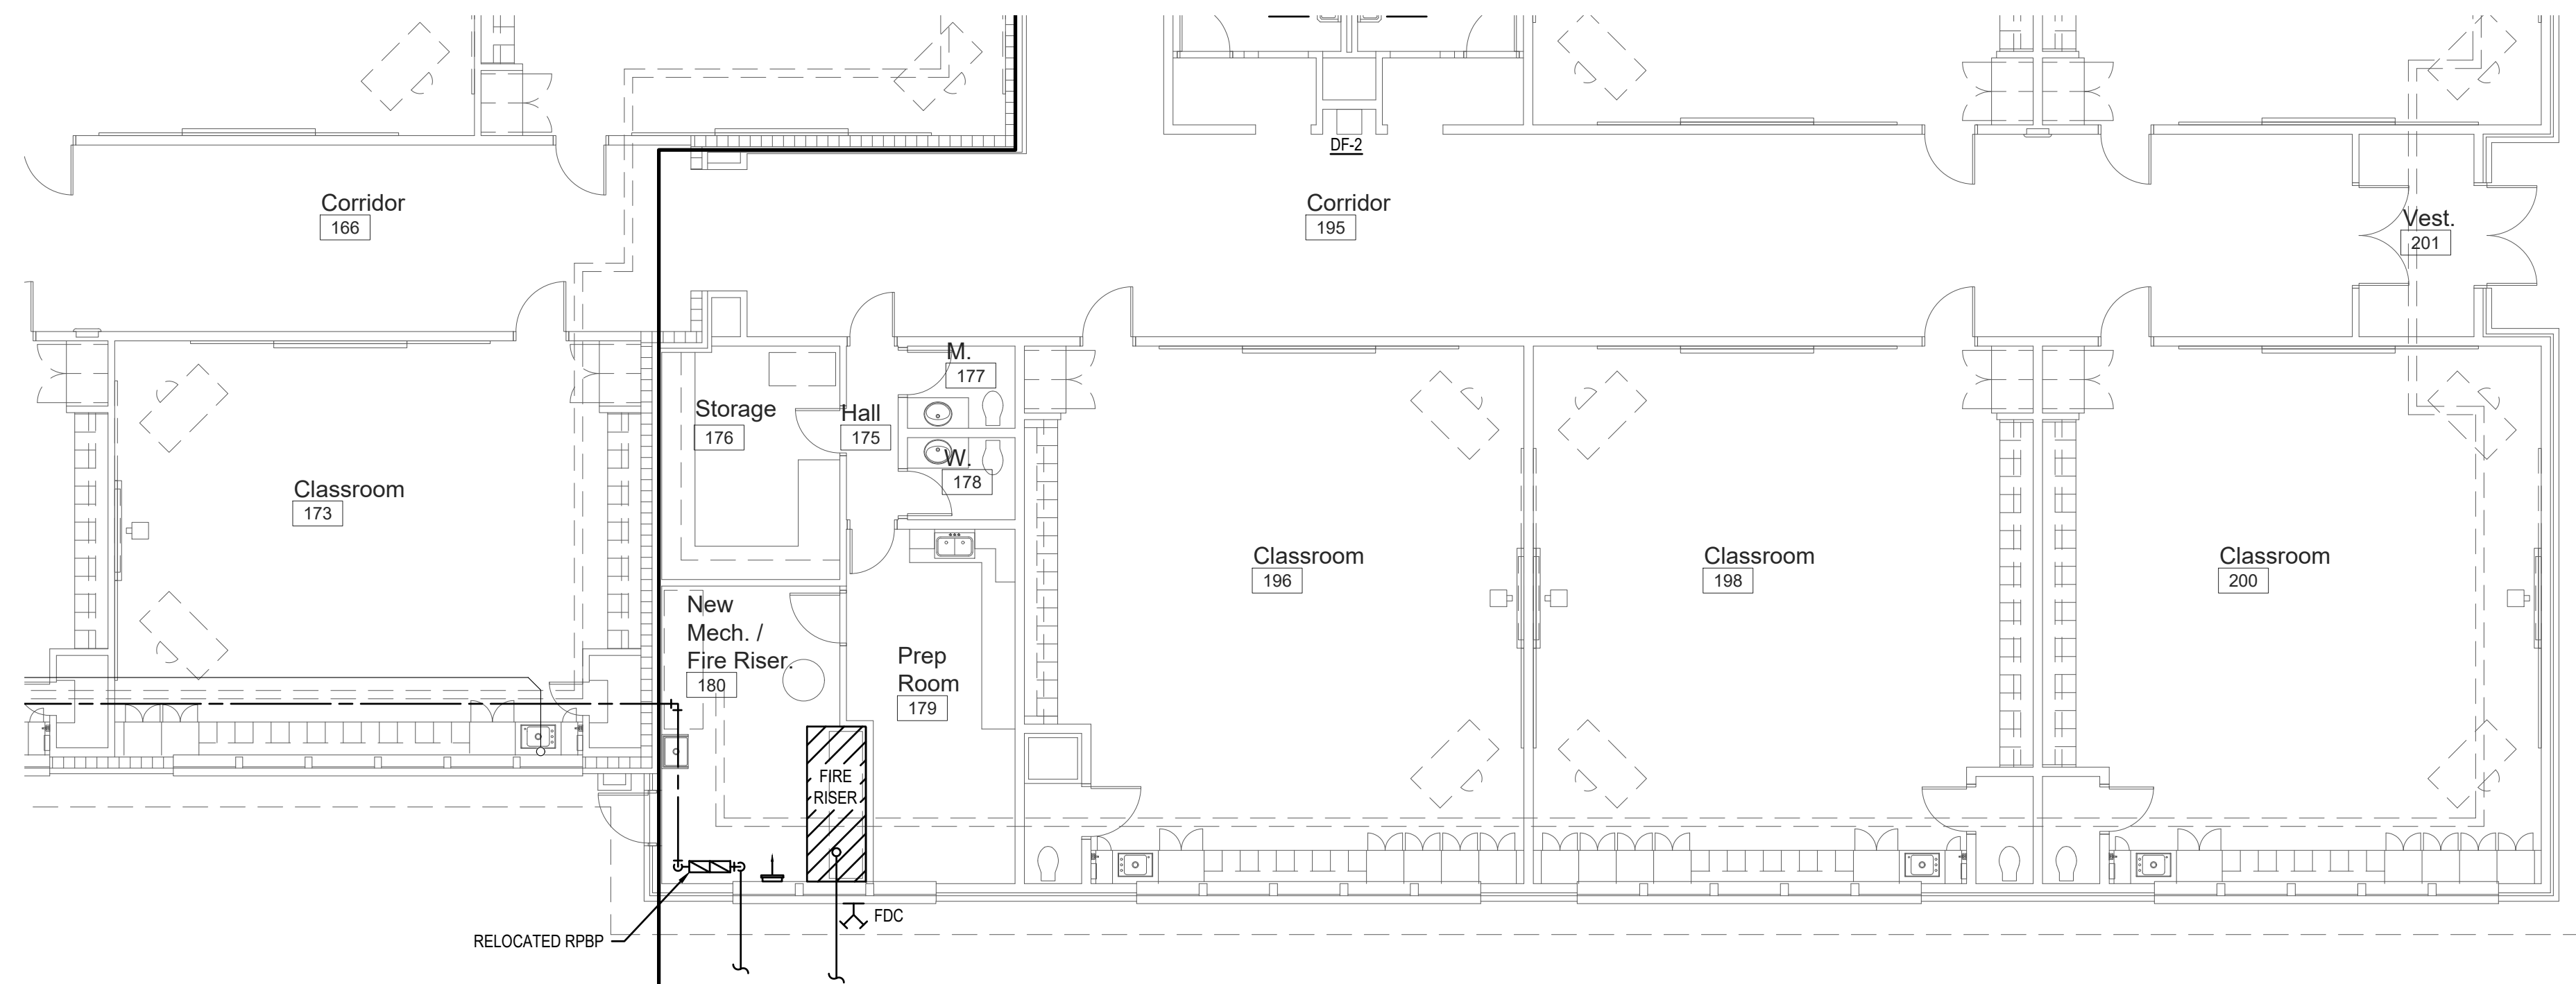 DF-2
Corridor
166
Corridor
195
Vest.
201
M.
177
Storage
176
Hall
175
W.
178
Classroom
173
Classroom
196
Classroom
198
Classroom
200
New
Mech. /
Fire Riser.
180
Prep
Room
179
FIRE
RISER
FDC
RELOCATED RPBP